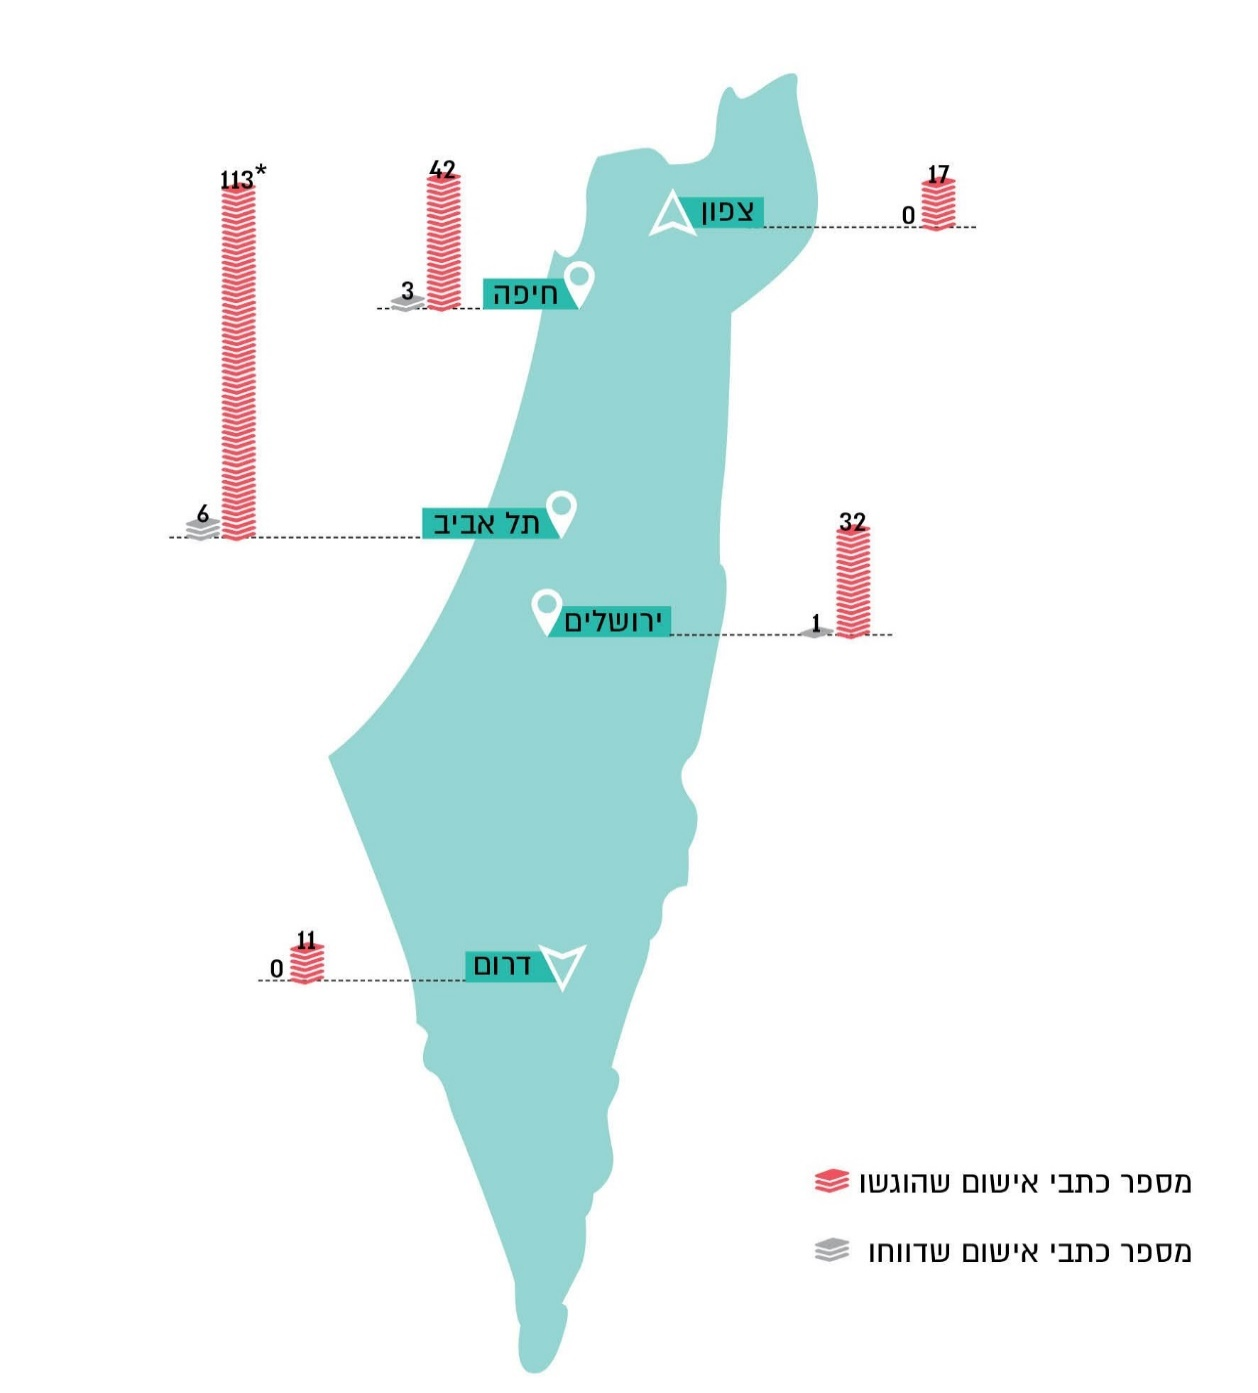 17
צפון
42
113*
0
3
חיפה
32
תל אביב
6
1
ירושלים
11
דרום
0
מספר כתבי אישום שהוגשו
מספר כתבי אישום שדווחו